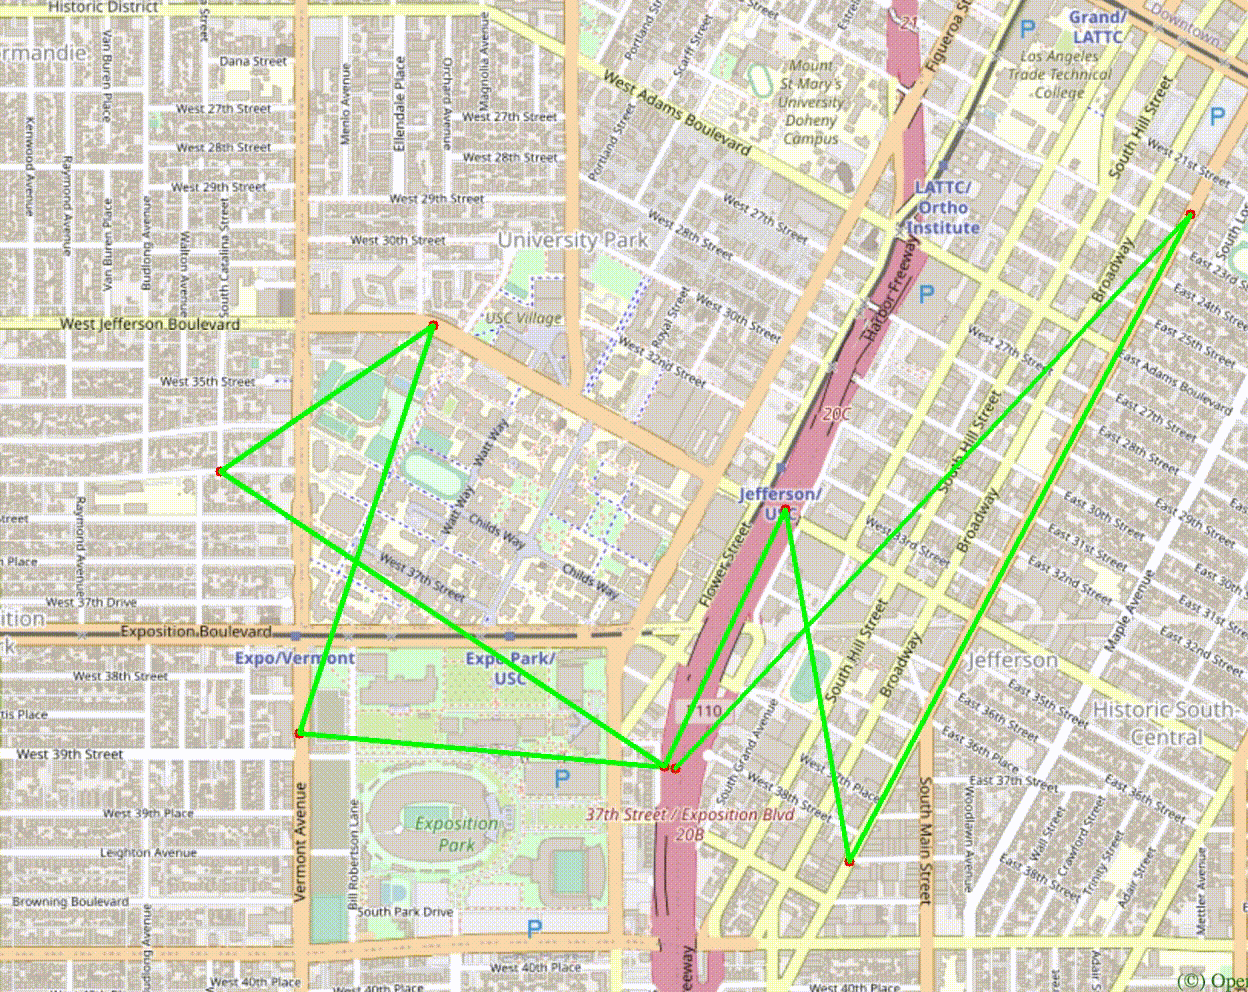 Historic District
Street
21
Figueroa St
Grand/
LATTC
Downtown
P
Portland Street
Scarff Street
Magnolia Avenue
Orchard Avenue
Ellendale Place
Menlo Avenue
Van Buren Place
rmandie
Dana Street
Mount
St Mary's
University
Doheny
Campus
Los Angeles
Trade Technical
College
West Adams Boulevard
West 27th Street
West 27th Street
West 28th Street
West 28th Street
West 29th Street
West 29th Street
West 30th Street
Kenwood Avenue
Raymond Avenue
Van Buren Place
Budlong Avenue
Walton Avenue
South Catalina Street
Portland Street
South Hill Street
P
West 21st Street
LATTC/
Ortho
Institute
West 27th Street
West 28th Street
University Park
Harbor Freeway
Broadway
P
East 23rd Street
East 24th Street
East 25th Street
USC Village
Royal Street
West 30th Street
West 32nd Street
West Jefferson Boulevard
West 27th Street
East Adams Boulevard
East 27th Street
East 28th Street
West 35th Street
20C
South Hill Street
Watt Way
Watt Way
Jefferson/
USC
Broadway
East 29th Street
East 30th Street
East 31st Street
East 32nd Street
West 33rd Street
Raymond Avenue
treet
n Place
Childs Way
Childs Way
West 37th Street
Flower Street
West 37th Drive
Exposition Boulevard
ition
rk
Expo/Vermont
Expo Park/
USC
South Hill Street
Broadway
Maple Avenue
Jefferson
Historic South-
Central
West 38th Street
tis Place
West 39th Street
110
South Grand Avenue
East 35th Street
East 36th Street
East 36th Place
East 37th Street
East 36th Street
West 37th Place
West 38th Street
P
37th Street / Exposition Blvd
20B
West 39th Place
Vermont Avenue
Bill Robertson Lane
Exposition
Park
South Main Street
Woodlawn Avenue
Wall Street
Crawford Street
Trinity Street
Adair Street
East 38th Street
Mettler Avenue
Leighton Avenue
Browning Boulevard
South Park Drive
P
West 40th Place
West 40th Place
West 40th Place
West 40th
eeway
(©) Ope